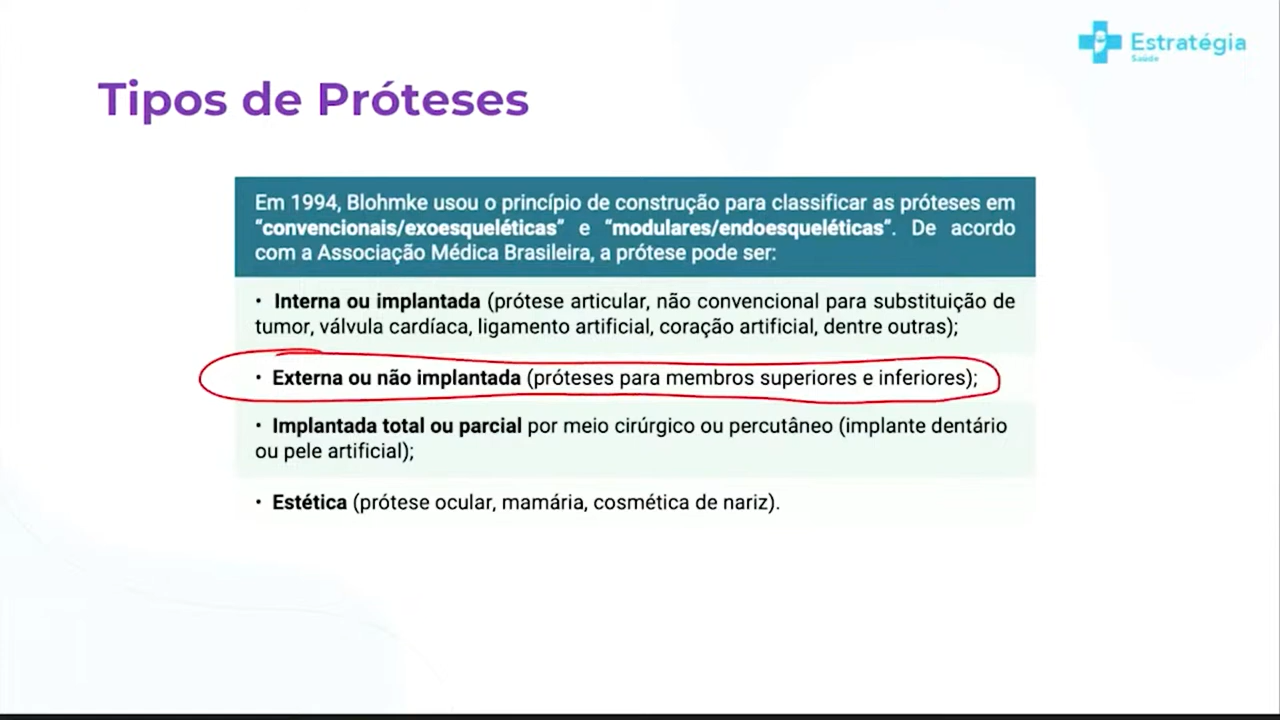 Estratégia
Saúde
Tipos de Próteses
Em 1994, Blohmke usou o princípio de construção para classificar as próteses em
“convencionais/exoesqueléticas” e “modulares/endoesqueléticas”. De acordo
com a Associação Médica Brasileira, a prótese pode ser:
• Interna ou implantada (prótese articular, não convencional para substituição de
tumor, válvula cardíaca, ligamento artificial, coração artificial, dentre outras);
• Externa ou não implantada (próteses para membros superiores e inferiores);
• Implantada total ou parcial por meio cirúrgico ou percutâneo (implante dentário
ou pele artificial);
• Estética (prótese ocular, mamária, cosmética de nariz).